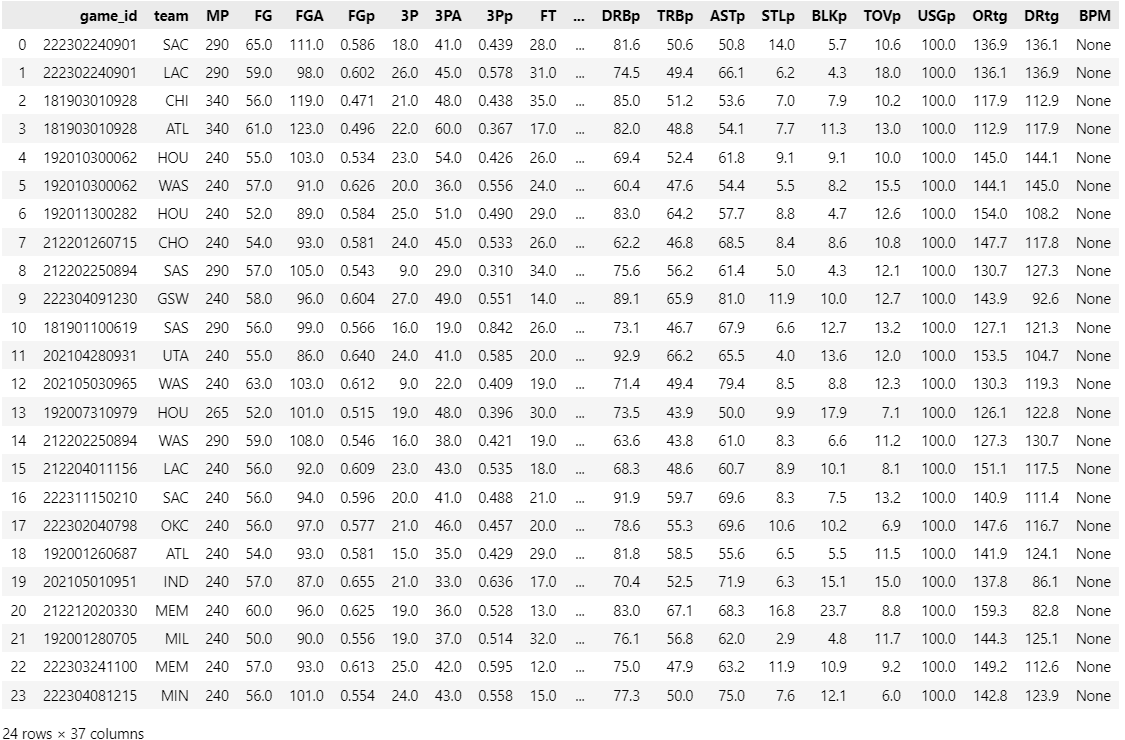 game_id team MP FG FGA FGp 3P 3PA 3Pp FT ... DRBp TRBp ASTp STLp BLKp TOVp USGp ORtg DRtg BPM
0 222302240901 SAC 290 65.0 111.0 0.586 18.0 41.0 0.439 28.0 ... 81.6 50.6 50.8 14.0 5.7 10.6 100.0 136.9 136.1 None
1 222302240901 LAC 290 59.0 98.0 0.602 26.0 45.0 0.578 31.0 ... 74.5 49.4 66.1 6.2 4.3 18.0 100.0 136.1 136.9 None
2 181903010928 CHI 340 56.0 119.0 0.471 21.0 48.0 0.438 35.0 ... 85.0 51.2 53.6 7.0 7.9 10.2 100.0 117.9 112.9 None
3 181903010928 ATL 340 61.0 123.0 0.496 22.0 60.0 0.367 17.0 ... 82.0 48.8 54.1 7.7 11.3 13.0 100.0 112.9 117.9 None
4 192010300062 HOU 240 55.0 103.0 0.534 23.0 54.0 0.426 26.0 ... 69.4 52.4 61.8 9.1 9.1 10.0 100.0 145.0 144.1 None
5 192010300062 WAS 240 57.0 91.0 0.626 20.0 36.0 0.556 24.0 ... 60.4 47.6 54.4 5.5 8.2 15.5 100.0 144.1 145.0 None
6 192011300282 HOU 240 52.0 89.0 0.584 25.0 51.0 0.490 29.0 ... 83.0 64.2 57.7 8.8 4.7 12.6 100.0 154.0 108.2 None
7 212201260715 CHO 240 54.0 93.0 0.581 24.0 45.0 0.533 26.0 ... 62.2 46.8 68.5 8.4 8.6 10.8 100.0 147.7 117.8 None
8 212202250894 SAS 290 57.0 105.0 0.543 9.0 29.0 0.310 34.0 ... 75.6 56.2 61.4 5.0 4.3 12.1 100.0 130.7 127.3 None
9 222304091230 GSW 240 58.0 96.0 0.604 27.0 49.0 0.551 14.0 ... 89.1 65.9 81.0 11.9 10.0 12.7 100.0 143.9 92.6 None
10 181901100619 SAS 290 56.0 99.0 0.566 16.0 19.0 0.842 26.0 ... 73.1 46.7 67.9 6.6 12.7 13.2 100.0 127.1 121.3 None
11 202104280931 UTA 240 55.0 86.0 0.640 24.0 41.0 0.585 20.0 ... 92.9 66.2 65.5 4.0 13.6 12.0 100.0 153.5 104.7 None
12 202105030965 WAS 240 63.0 103.0 0.612 9.0 22.0 0.409 19.0 ... 71.4 49.4 79.4 8.5 8.8 12.3 100.0 130.3 119.3 None
13 192007310979 HOU 265 52.0 101.0 0.515 19.0 48.0 0.396 30.0 ... 73.5 43.9 50.0 9.9 17.9 7.1 100.0 126.1 122.8 None
14 212202250894 WAS 290 59.0 108.0 0.546 16.0 38.0 0.421 19.0 ... 63.6 43.8 61.0 8.3 6.6 11.2 100.0 127.3 130.7 None
15 212204011156 LAC 240 56.0 92.0 0.609 23.0 43.0 0.535 18.0 ... 68.3 48.6 60.7 8.9 10.1 8.1 100.0 151.1 117.5 None
16 222311150210 SAC 240 56.0 94.0 0.596 20.0 41.0 0.488 21.0 ... 91.9 59.7 69.6 8.3 7.5 13.2 100.0 140.9 111.4 None
17 222302040798 OKC 240 56.0 97.0 0.577 21.0 46.0 0.457 20.0 ... 78.6 55.3 69.6 10.6 10.2 6.9 100.0 147.6 116.7 None
18 192001260687 ATL 240 54.0 93.0 0.581 15.0 35.0 0.429 29.0 ... 81.8 58.5 55.6 6.5 5.5 11.5 100.0 141.9 124.1 None
19 202105010951 IND 240 57.0 87.0 0.655 21.0 33.0 0.636 17.0 ... 70.4 52.5 71.9 6.3 15.1 15.0 100.0 137.8 86.1 None
20 212212020330 MEM 240 60.0 96.0 0.625 19.0 36.0 0.528 13.0 ... 83.0 67.1 68.3 16.8 23.7 8.8 100.0 159.3 82.8 None
21 192001280705 MIL 240 50.0 90.0 0.556 19.0 37.0 0.514 32.0 ... 76.1 56.8 62.0 2.9 4.8 11.7 100.0 144.3 125.1 None
22 222303241100 MEM 240 57.0 93.0 0.613 25.0 42.0 0.595 12.0 ... 75.0 47.9 63.2 11.9 10.9 9.2 100.0 149.2 112.6 None
23 222304081215 MIN 240 56.0 101.0 0.554 24.0 43.0 0.558 15.0 ... 77.3 50.0 75.0 7.6 12.1 6.0 100.0 142.8 123.9 None
24 rows × 37 columns